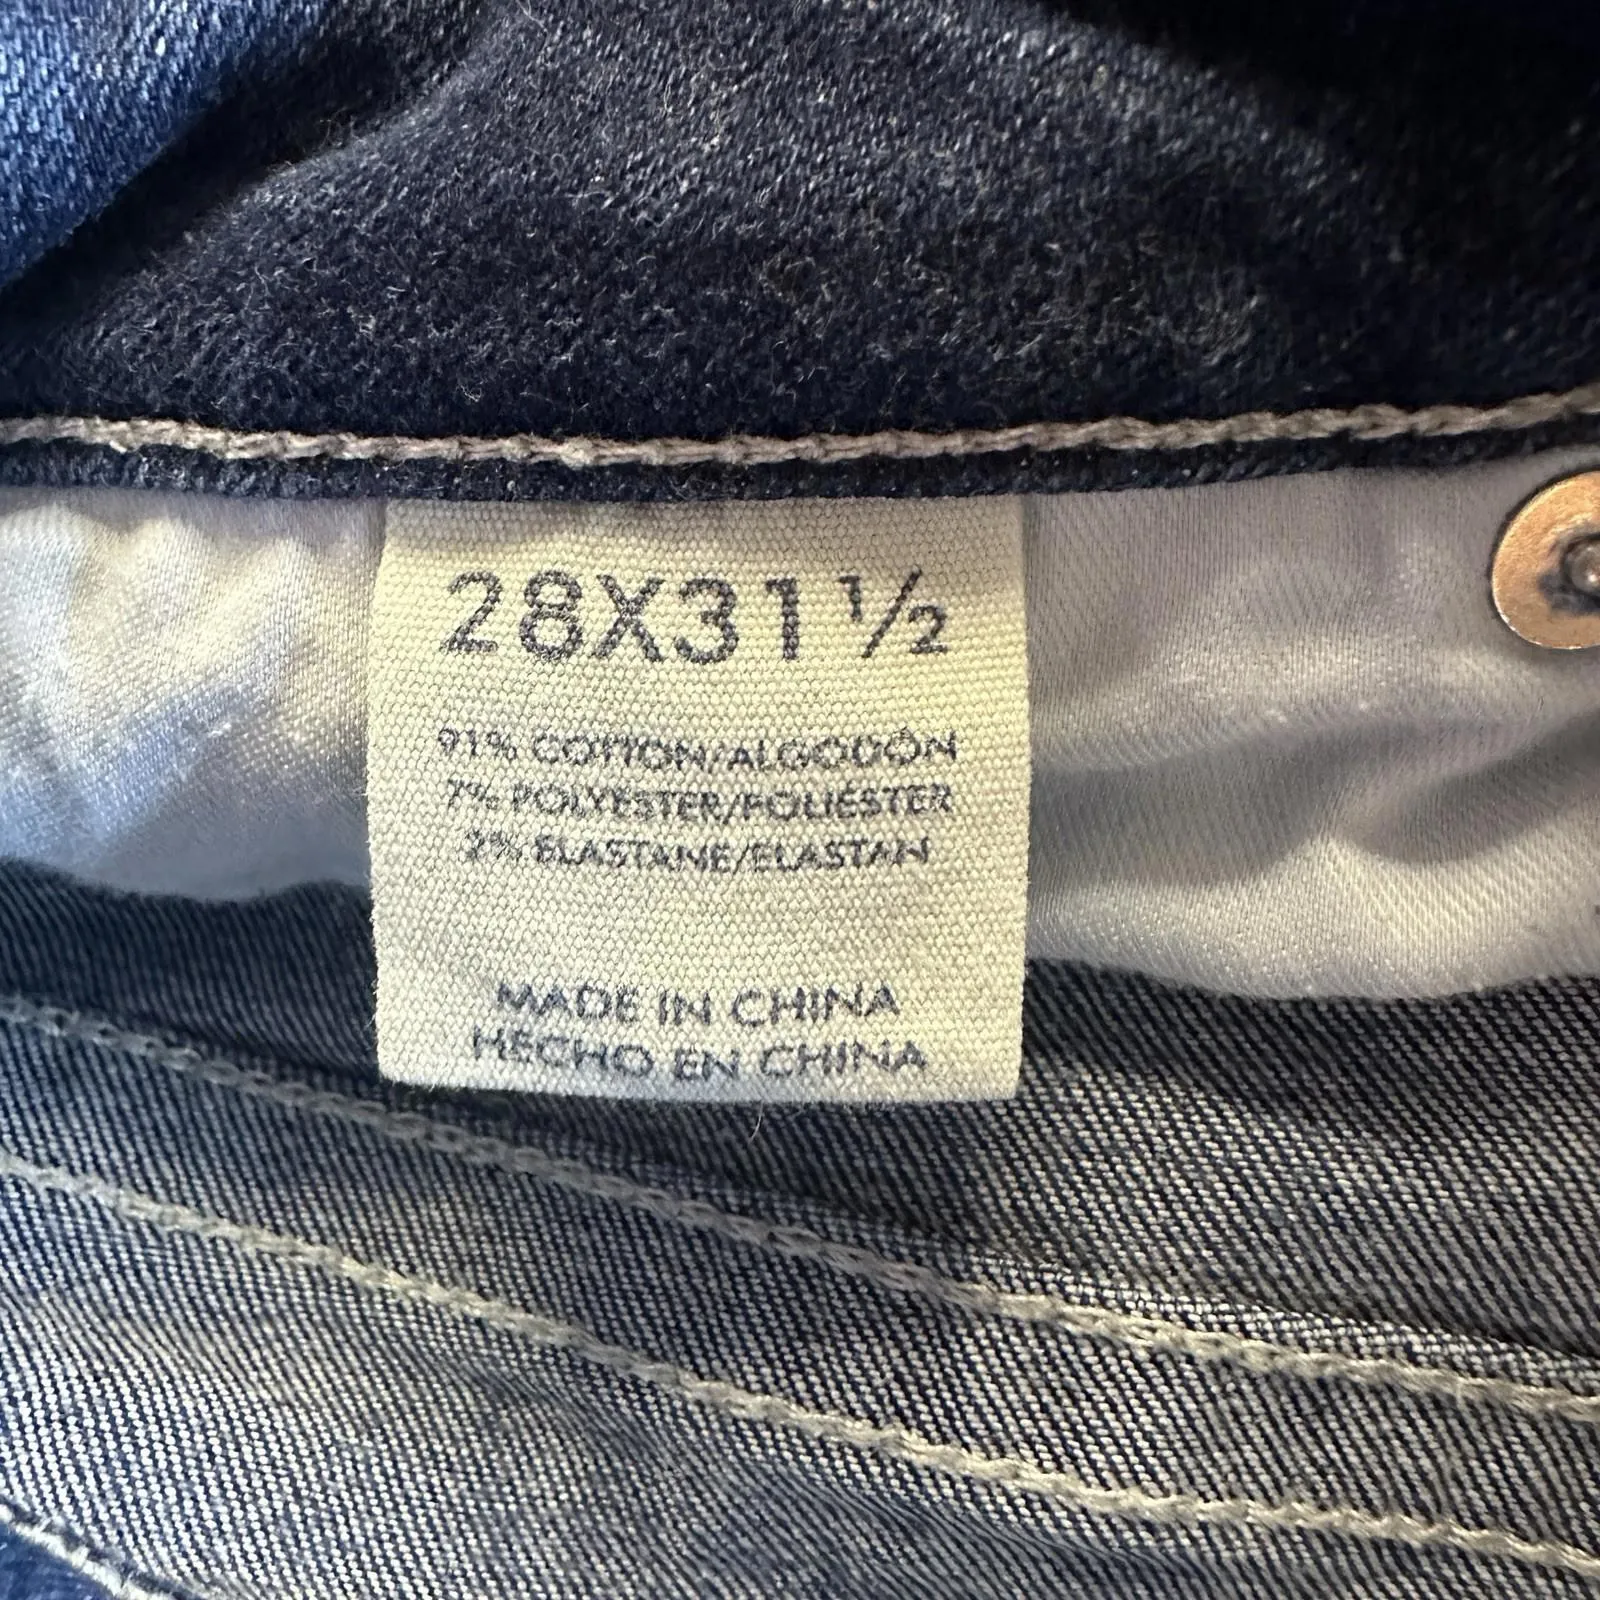 28X31½
91% COTTON/ALGODÓN
7% POLYESTER/POLIÉSTER
2% ELASTANE/ELASTAN
MADE IN CHINA
HECHO EN CHINA